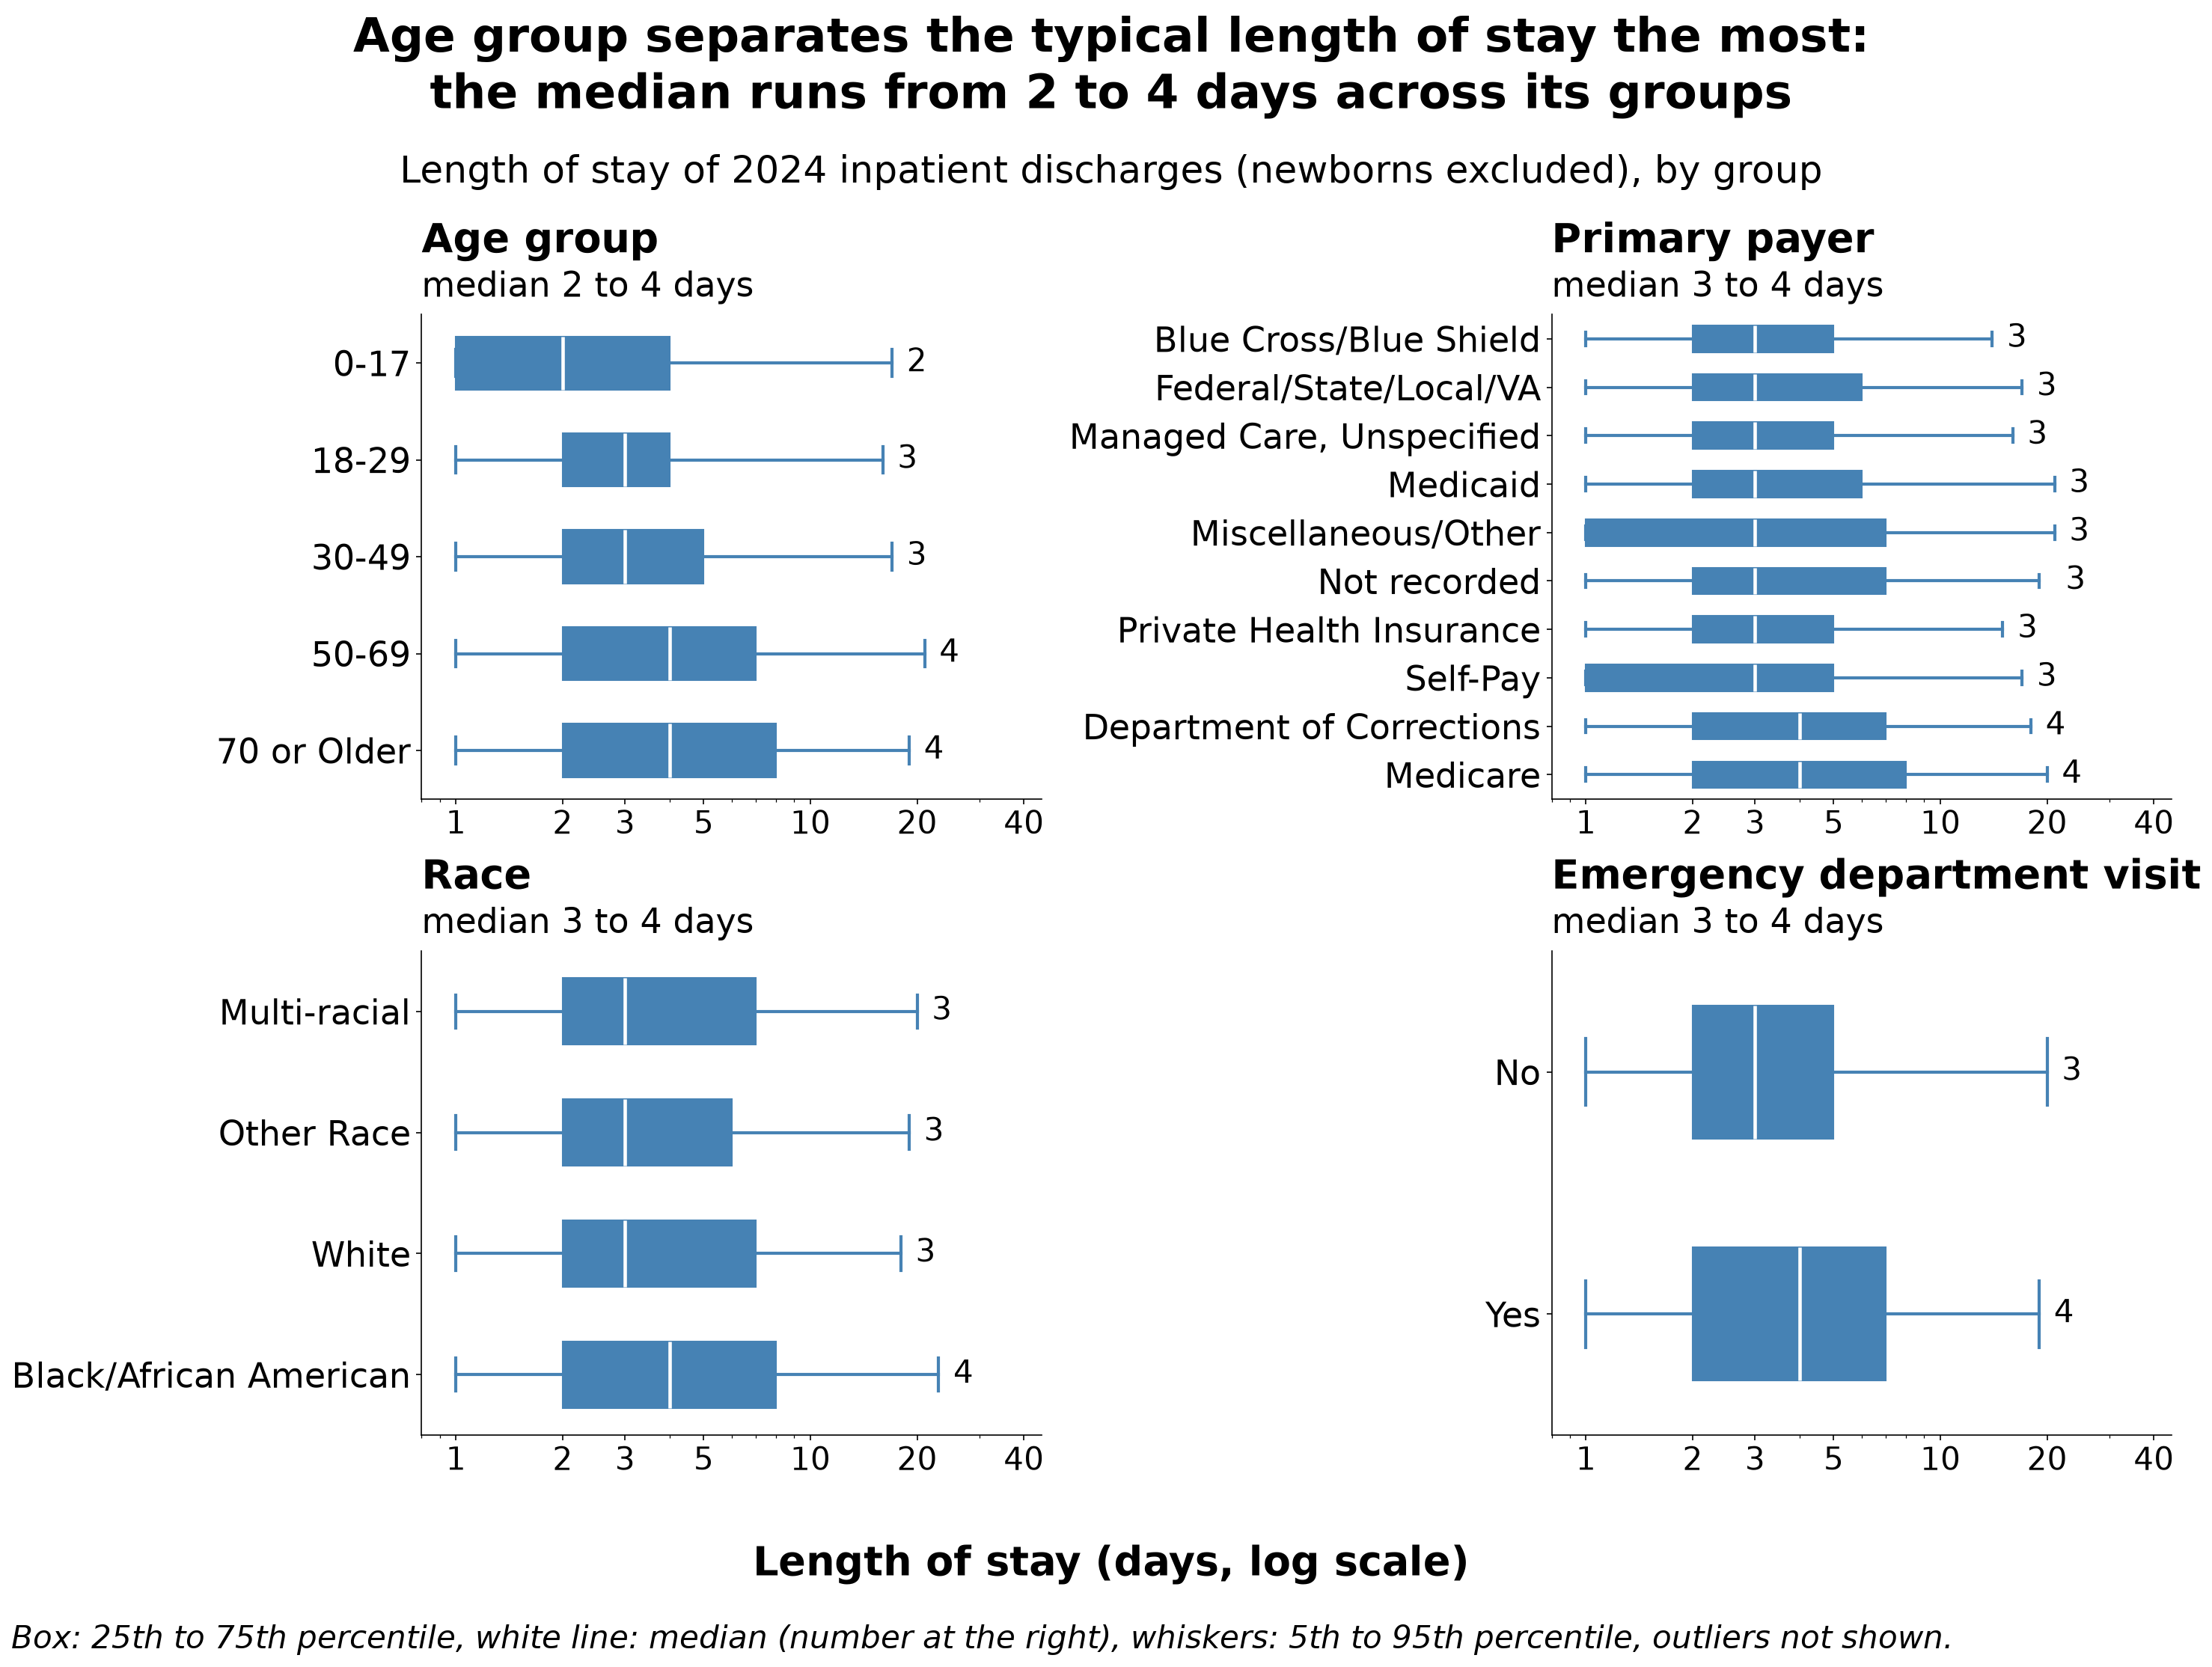 Age group separates the typical length of stay the most:
the median runs from 2 to 4 days across its groups
Length of stay of 2024 inpatient discharges (newborns excluded), by group
Age group
median 2 to 4 days
0-17 2
18-29 3
30-49 3
50-69 4
70 or Older 4
1 2 3 5 10 20 40
Primary payer
median 3 to 4 days
Blue Cross/Blue Shield 3
Federal/State/Local/VA 3
Managed Care, Unspecified 3
Medicaid 3
Miscellaneous/Other 3
Not recorded 3
Private Health Insurance 3
Self-Pay 3
Department of Corrections 4
Medicare 4
1 2 3 5 10 20 40
Race
median 3 to 4 days
Multi-racial 3
Other Race 3
White 3
Black/African American 4
1 2 3 5 10 20 40
Emergency department visit
median 3 to 4 days
No 3
Yes 4
1 2 3 5 10 20 40
Length of stay (days, log scale)
Box: 25th to 75th percentile, white line: median (number at the right), whiskers: 5th to 95th percentile, outliers not shown.